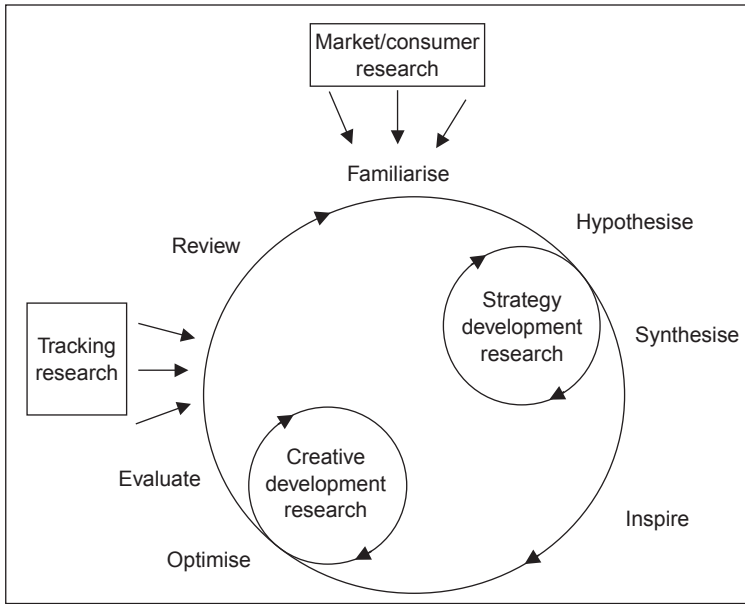 Market/consumer
research
Familiarise
Hypothesise
Review
Strategy
development
research
Synthesise
Tracking
research
Creative
development
research
Evaluate
Inspire
Optimise